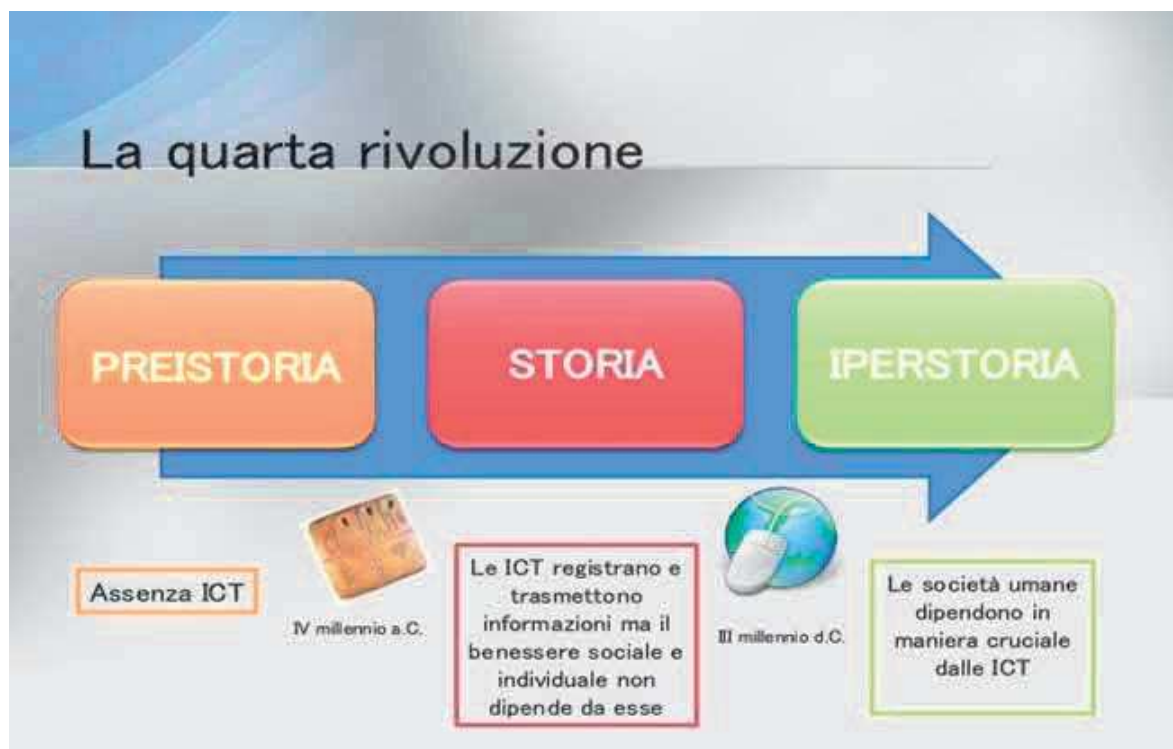 La quarta rivoluzione
PREISTORIA
STORIA
IPERSTORIA
Assenza ICT
IV millennio a.C.
Le ICT registrano e
trasmettono
informazioni ma il
benessere sociale e
individuale non
dipende da esse
III millennio d.C.
Le società umane
dipendono in
maniera cruciale
dalle ICT